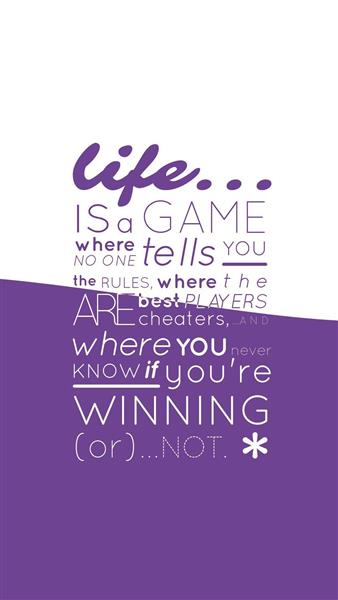 life...
IS a GAME
where NO ONE tells YOU
the RULES, where the
ARE best PLAYERS
cheaters, ...AND
where YOU never
KNOW if you're
WINNING
(or)...NOT. *